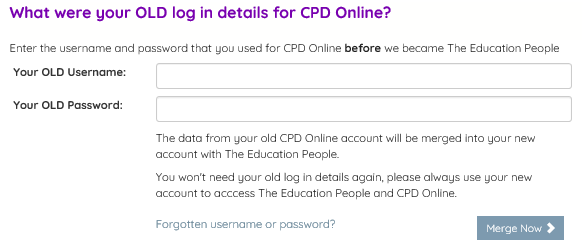 What were your OLD log in details for CPD Online?
Enter the username and password that you used for CPD Online before we became The Education People
Your OLD Username:
Your OLD Password:
The data from your old CPD Online account will be merged into your new
account with The Education People.
You won't need your old log in details again, please always use your new
account to acccess The Education People and CPD Online.
Forgotten username or password?
Merge Now